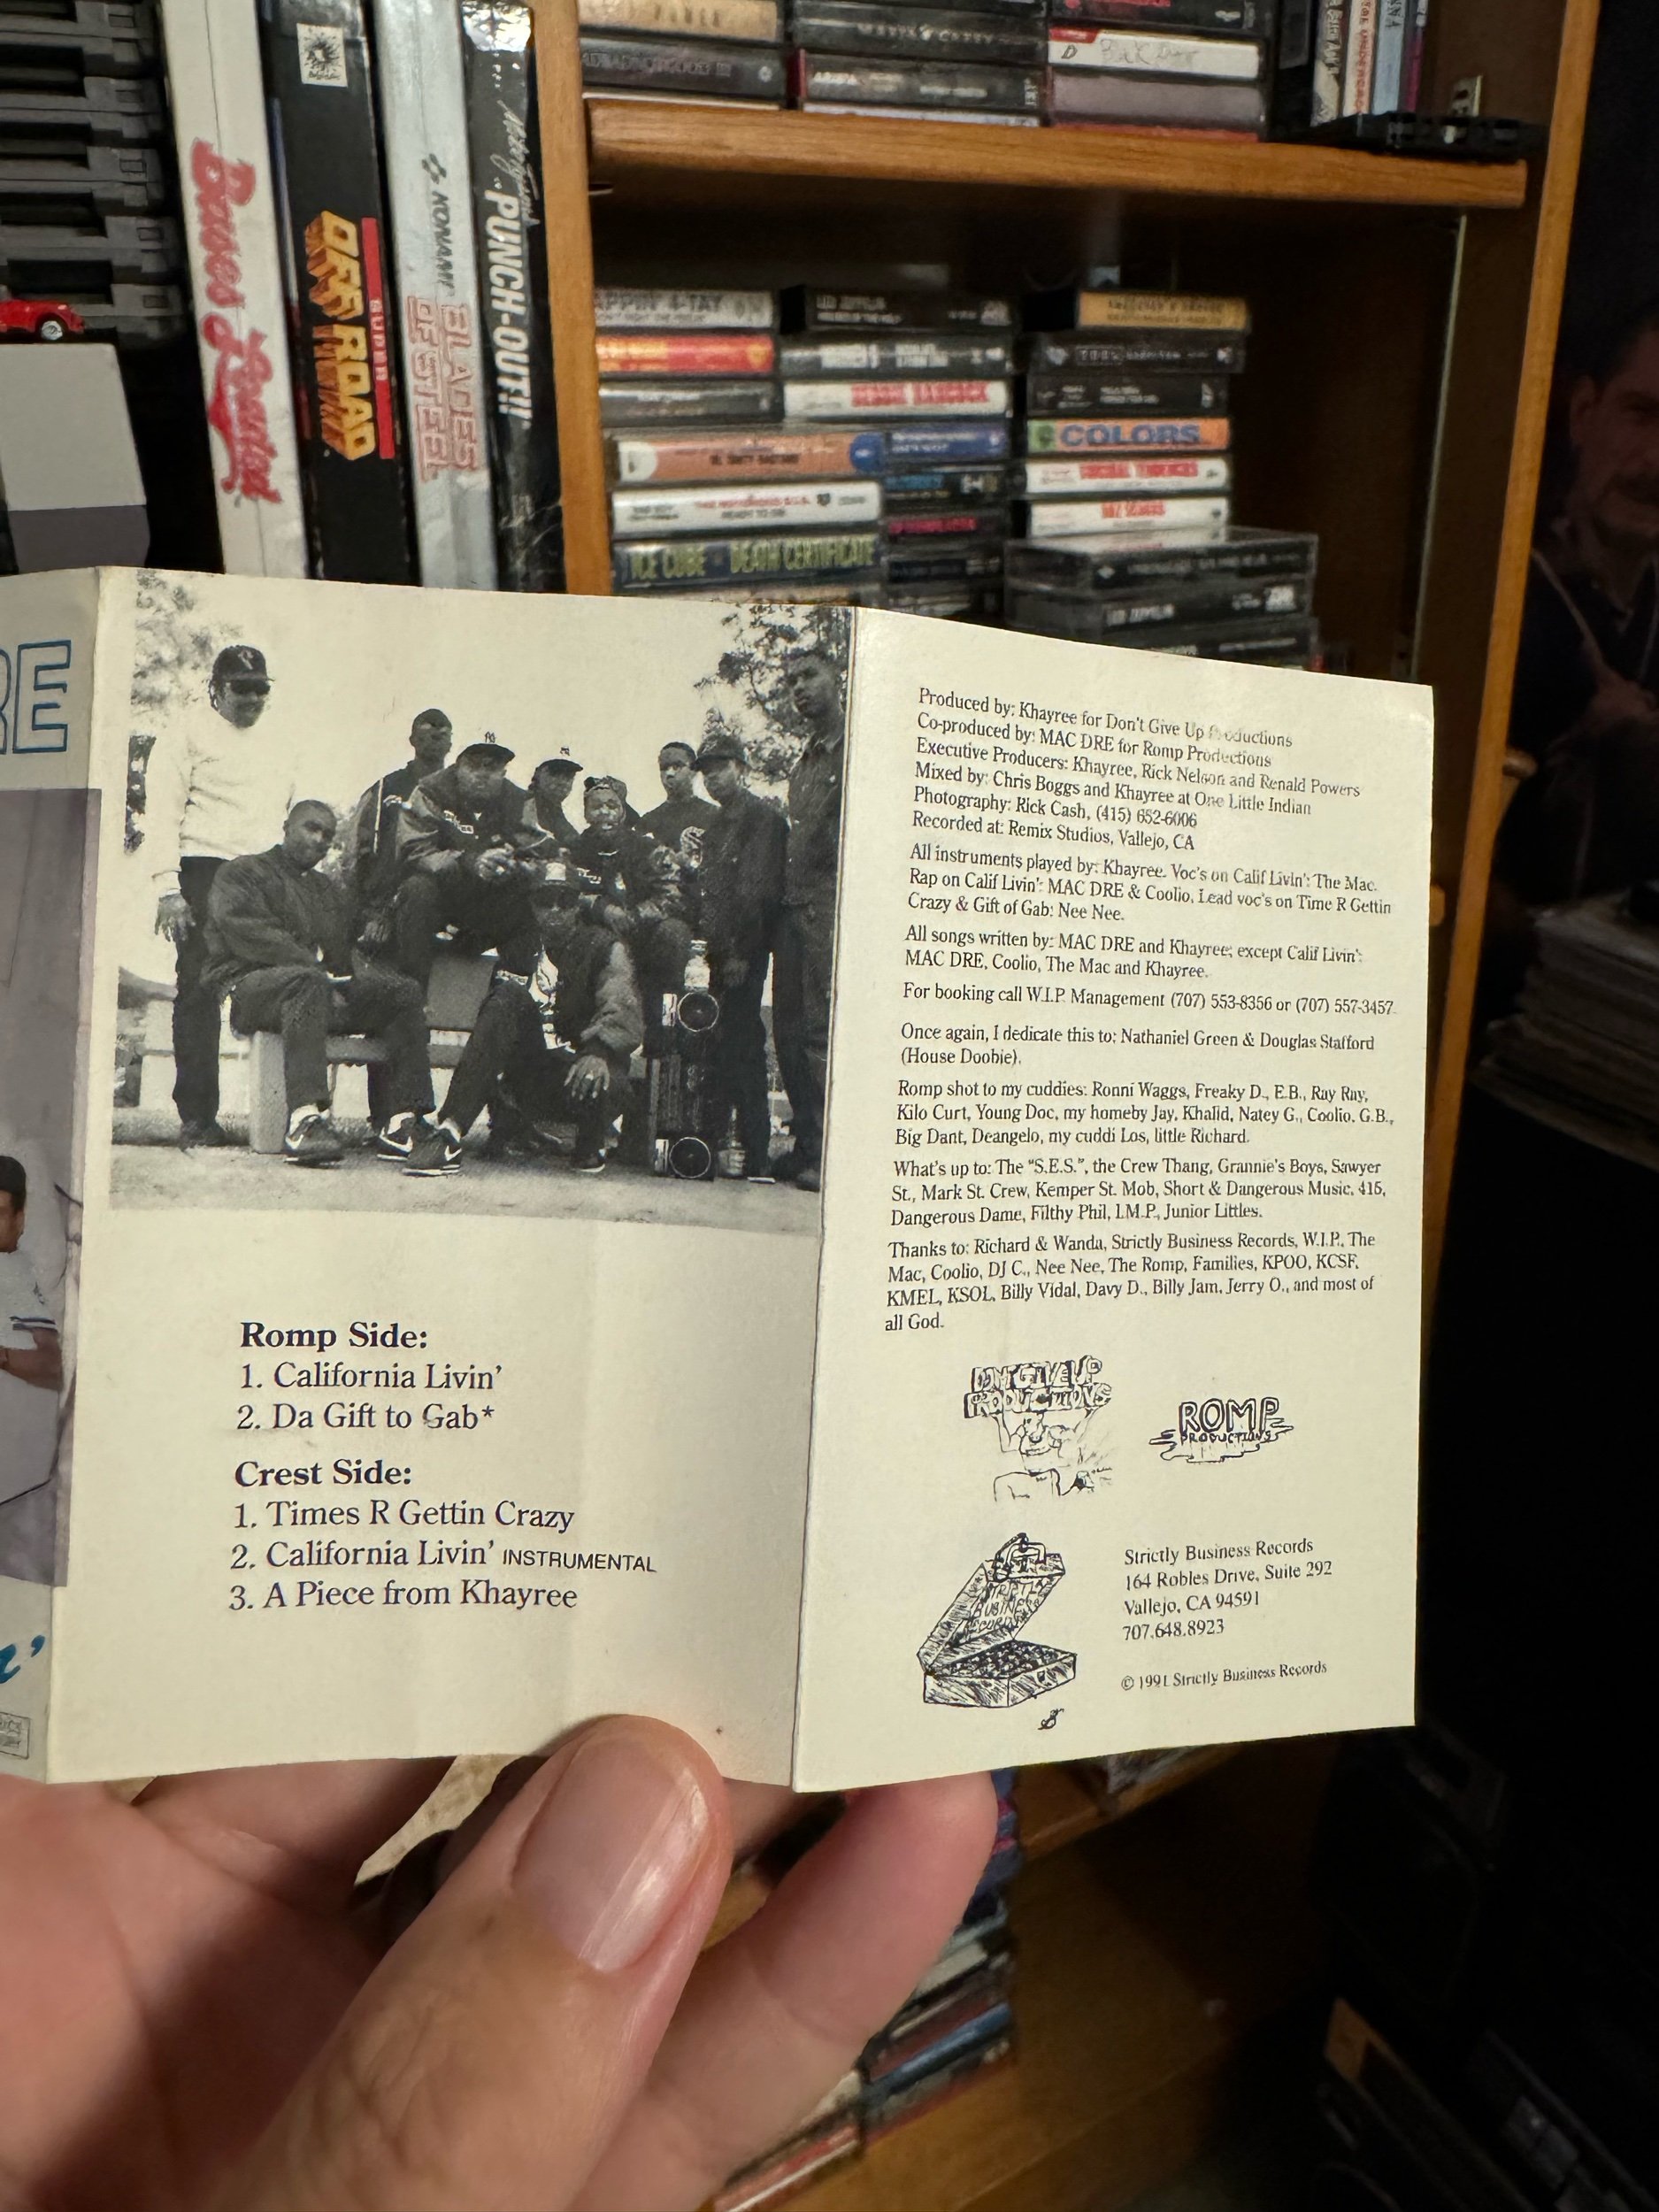 Bases Loaded
SUPER
OFF ROAD
KONAMI
BLADES
OF STEEL
PUNCH-OUT!!
MARIAH CAREY
COLORS
ICE CUBE - DEATH CERTIFICATE
LED ZEPPELIN
RE
Romp Side:
1. California Livin'
2. Da Gift to Gab*
Crest Side:
1. Times R Gettin Crazy
2. California Livin' INSTRUMENTAL
3. A Piece from Khayree
Produced by: Khayree for Don't Give Up Productions
Co-produced by: MAC DRE for Romp Productions
Executive Producers: Khayree, Rick Nelson and Renald Powers
Mixed by: Chris Boggs and Khayree at One Little Indian
Photography: Rick Cash, (415) 652-6006
Recorded at: Remix Studios, Vallejo, CA
All instruments played by: Khayree. Voc's on Calif Livin': The Mac.
Rap on Calif Livin': MAC DRE & Coolio, Lead voc's on Time R Gettin
Crazy & Gift of Gab: Nee Nee.
All songs written by: MAC DRE and Khayree; except Calif Livin':
MAC DRE, Coolio, The Mac and Khayree.
For booking call W.I.P. Management (707) 553-8356 or (707) 557-3457.
Once again, I dedicate this to: Nathaniel Green & Douglas Stafford
(House Doobie).
Romp shot to my cuddies: Ronni Waggs, Freaky D., E.B., Ray Ray,
Kilo Curt, Young Doc, my homeby Jay, Khalid, Natey G., Coolio, G.B.,
Big Dant, Deangelo, my cuddi Los, little Richard.
What's up to: The "S.E.S.", the Crew Thang, Grannie's Boys, Sawyer
St., Mark St. Crew, Kemper St. Mob, Short & Dangerous Music, 415,
Dangerous Dame, Filthy Phil, I.M.P., Junior Littles.
Thanks to: Richard & Wanda, Strictly Business Records, W.I.P., The
Mac, Coolio, DJ C., Nee Nee, The Romp, Families, KPOO, KCSF,
KMEL, KSOL, Billy Vidal, Davy D., Billy Jam, Jerry O., and most of
all God.
DONT GIVE UP
PRODUCTIONS
ROMP
PRODUCTIONS
Strictly Business Records
164 Robles Drive, Suite 292
Vallejo, CA 94591
707.648.8923
© 1991 Strictly Business Records